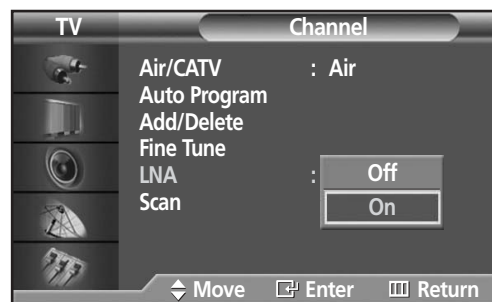 TV Channel
Air/CATV : Air
Auto Program
Add/Delete
Fine Tune
LNA : Off
On
Scan
Move Enter Return